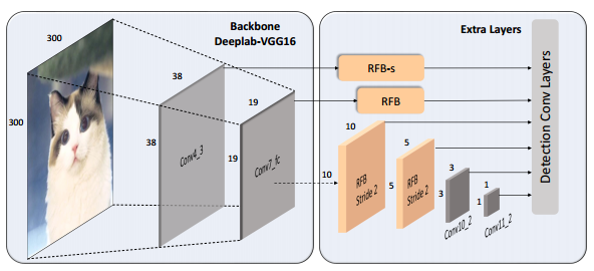 Backbone
Deeplab-VGG16
Extra Layers
300
300
38
38
Conv4_3
19
19
Conv7_fc
RFB-s
RFB
10
10
RFB
Stride 2
5
5
RFB
Stride 2
3
3
Conv10_2
1
1
Conv11_2
Detection Conv Layers